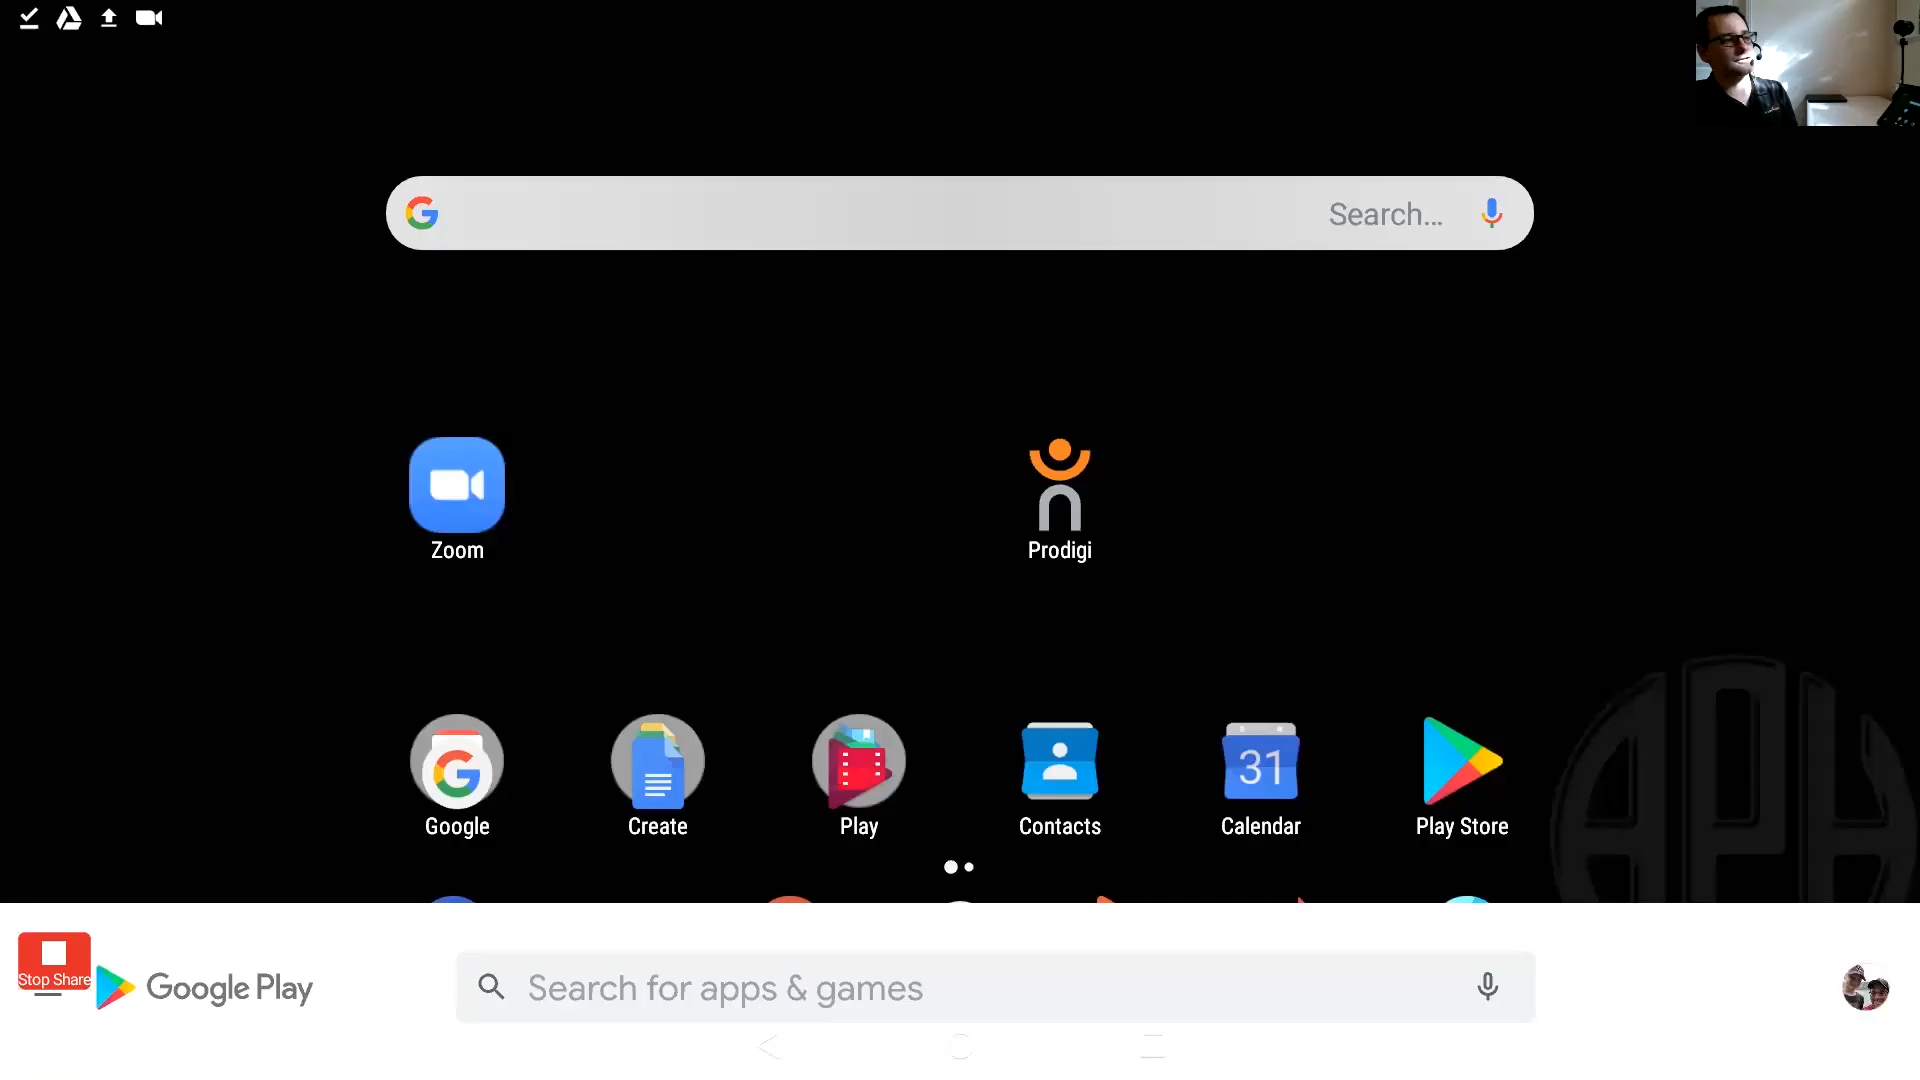 Search...
Zoom
Prodigi
31
Google
Create
Play
Contacts
Calendar
Play Store
APH
Stop Share
Google Play
Search for apps & games